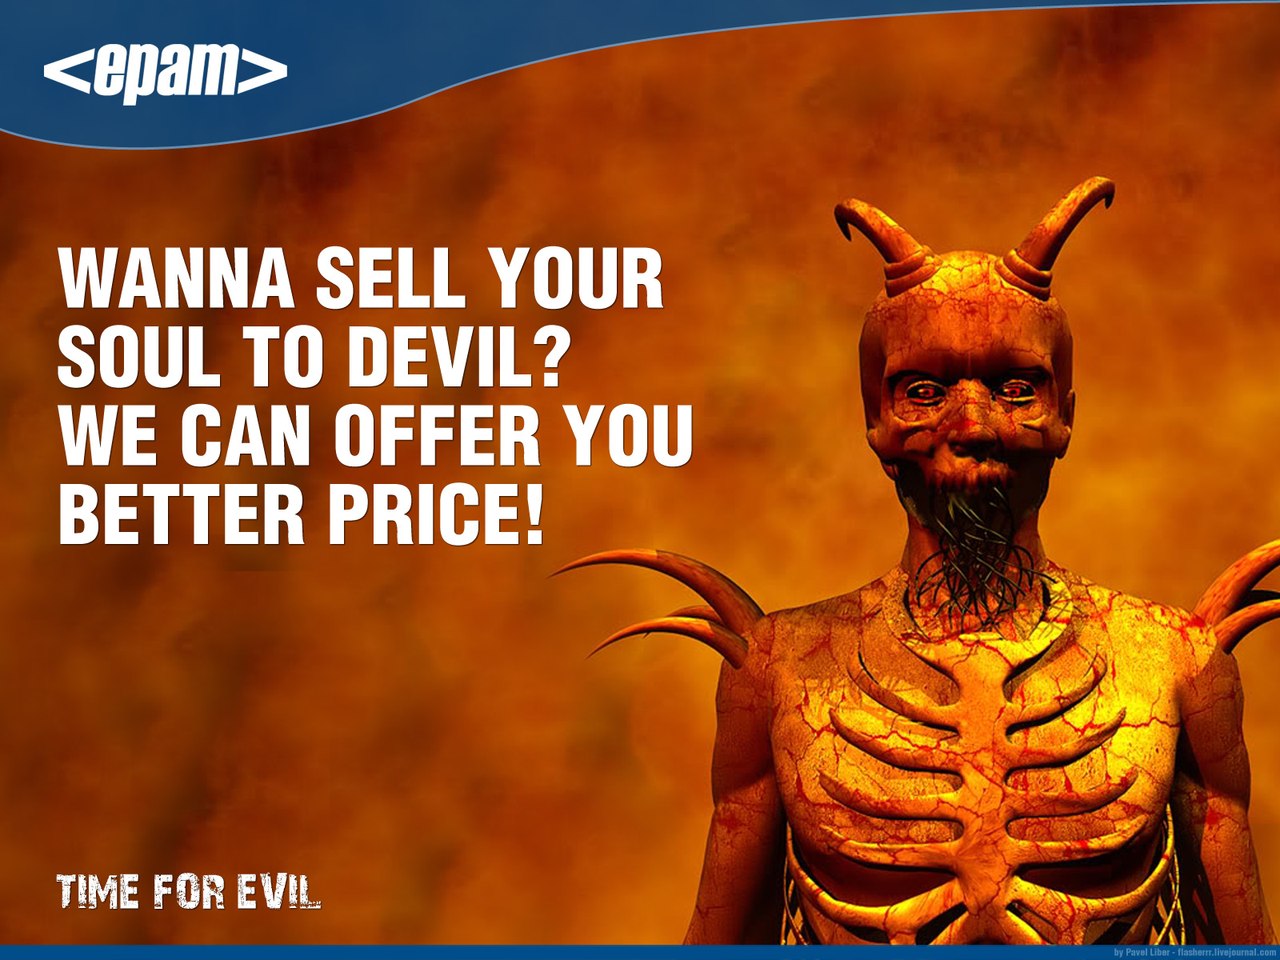 <epam>
WANNA SELL YOUR
SOUL TO DEVIL?
WE CAN OFFER YOU
BETTER PRICE!
TIME FOR EVIL
by Pavel Liber - flasherrr.livejournal.com